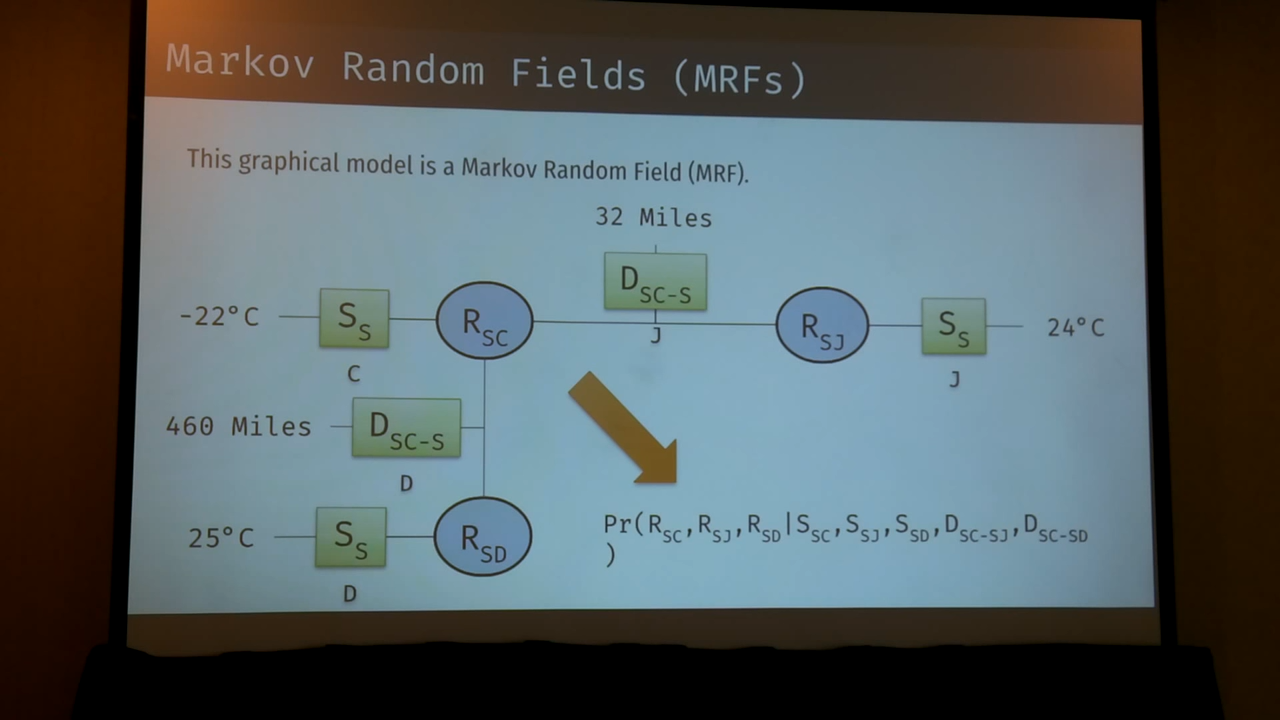 Markov Random Fields (MRFs)
This graphical model is a Markov Random Field (MRF).
32 Miles
D SC-S
J
-22°C
S S
C
R SC
R SJ
S S
J
24°C
460 Miles
D SC-S
D
25°C
S S
D
R SD
Pr(R SC,R SJ,R SD|S SC,S SJ,S SD,D SC-SJ,D SC-SD
)